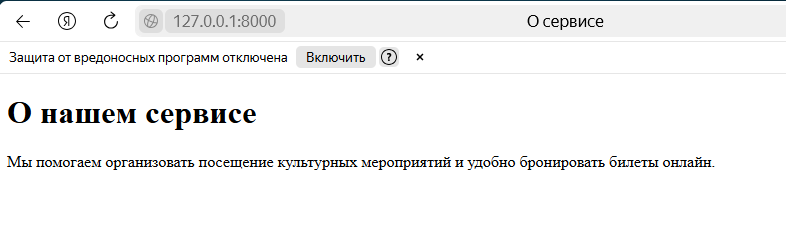 Я 127.0.0.1:8000 О сервисе
Защита от вредоносных программ отключена Включить ? ×
О нашем сервисе
Мы помогаем организовать посещение культурных мероприятий и удобно бронировать билеты онлайн.